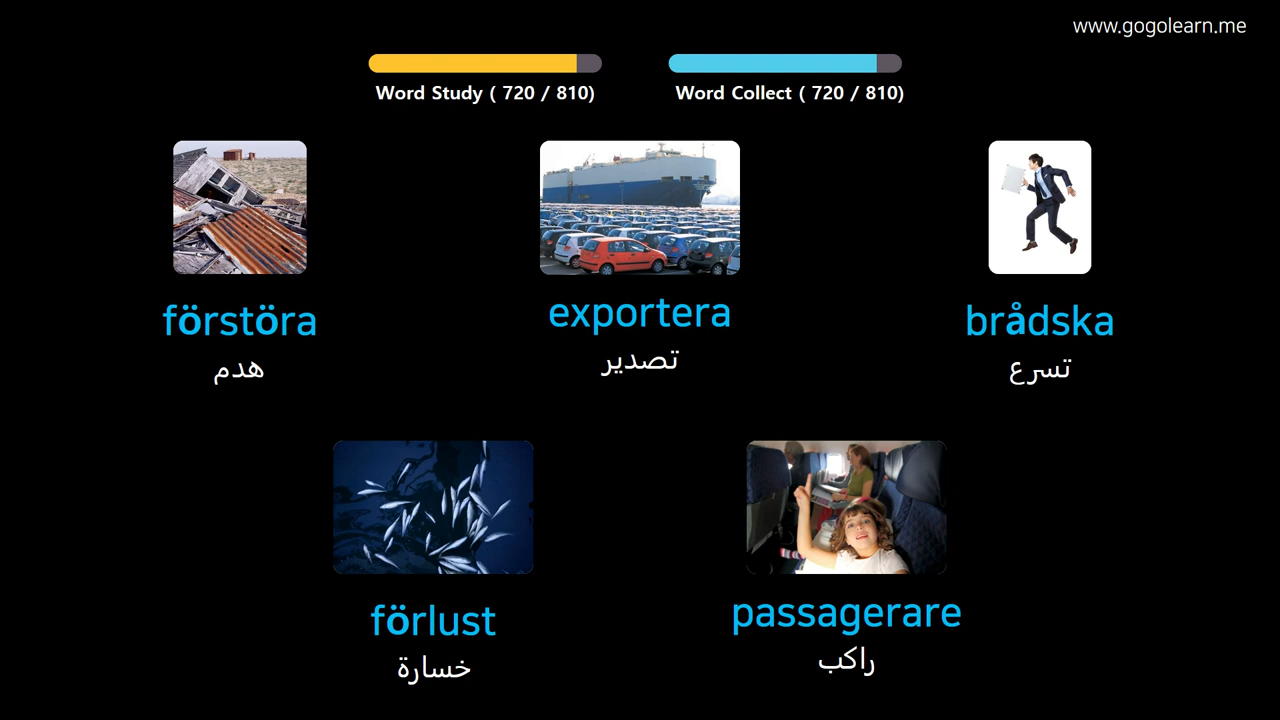 www.gogolearn.me
Word Study ( 720 / 810)
Word Collect ( 720 / 810)
förstöra
هدم
exportera
تصدير
brådska
تسرع
förlust
خسارة
passagerare
راكب